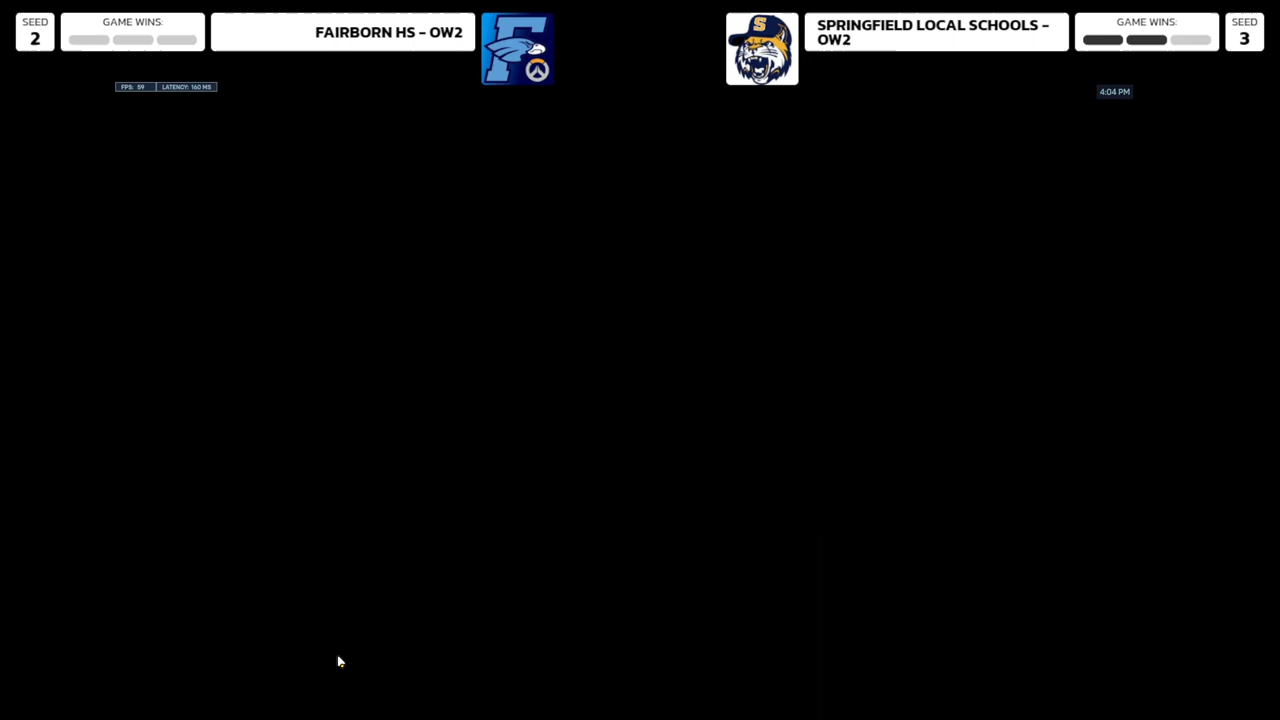 SEED
2
GAME WINS:
FAIRBORN HS - OW2
F
S
SPRINGFIELD LOCAL SCHOOLS -
OW2
GAME WINS:
SEED
3
FPS: 59 LATENCY: 160 MS
4:04 PM